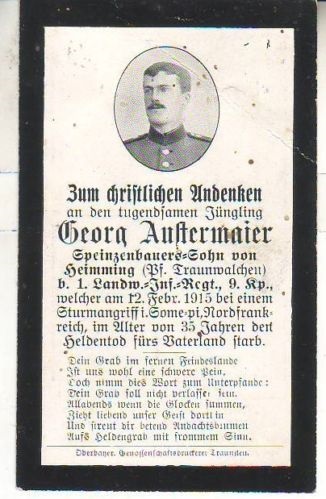 Zum christlichen Andenken
an den tugendsamen Jüngling
Georg Austermaier
Speinzenbauers-Sohn von
Heimming (Pf. Traunwalchen)
b. 1. Landw.-Inf.-Regt., 9. Kp.,
welcher am 12. Febr. 1915 bei einem
Sturmangriff i. Some-pi, Nordfrank-
reich, im Alter von 35 Jahren den
Heldentod fürs Vaterland starb.
Dein Grab im fernen Feindeslande
Ist uns wohl eine schwere Pein,
Doch nimm dies Wort zum Unterpfande:
Dein Grab soll nicht verlassen sein.
Allabends wenn die Glocken summen,
Zieht liebend unser Geist dorthin
Und streut dir betend Andachtsblumen
Aufs Heldengrab mit frommem Sinn.
Oberbayer. Genossenschaftsdruckerei Traunstein.